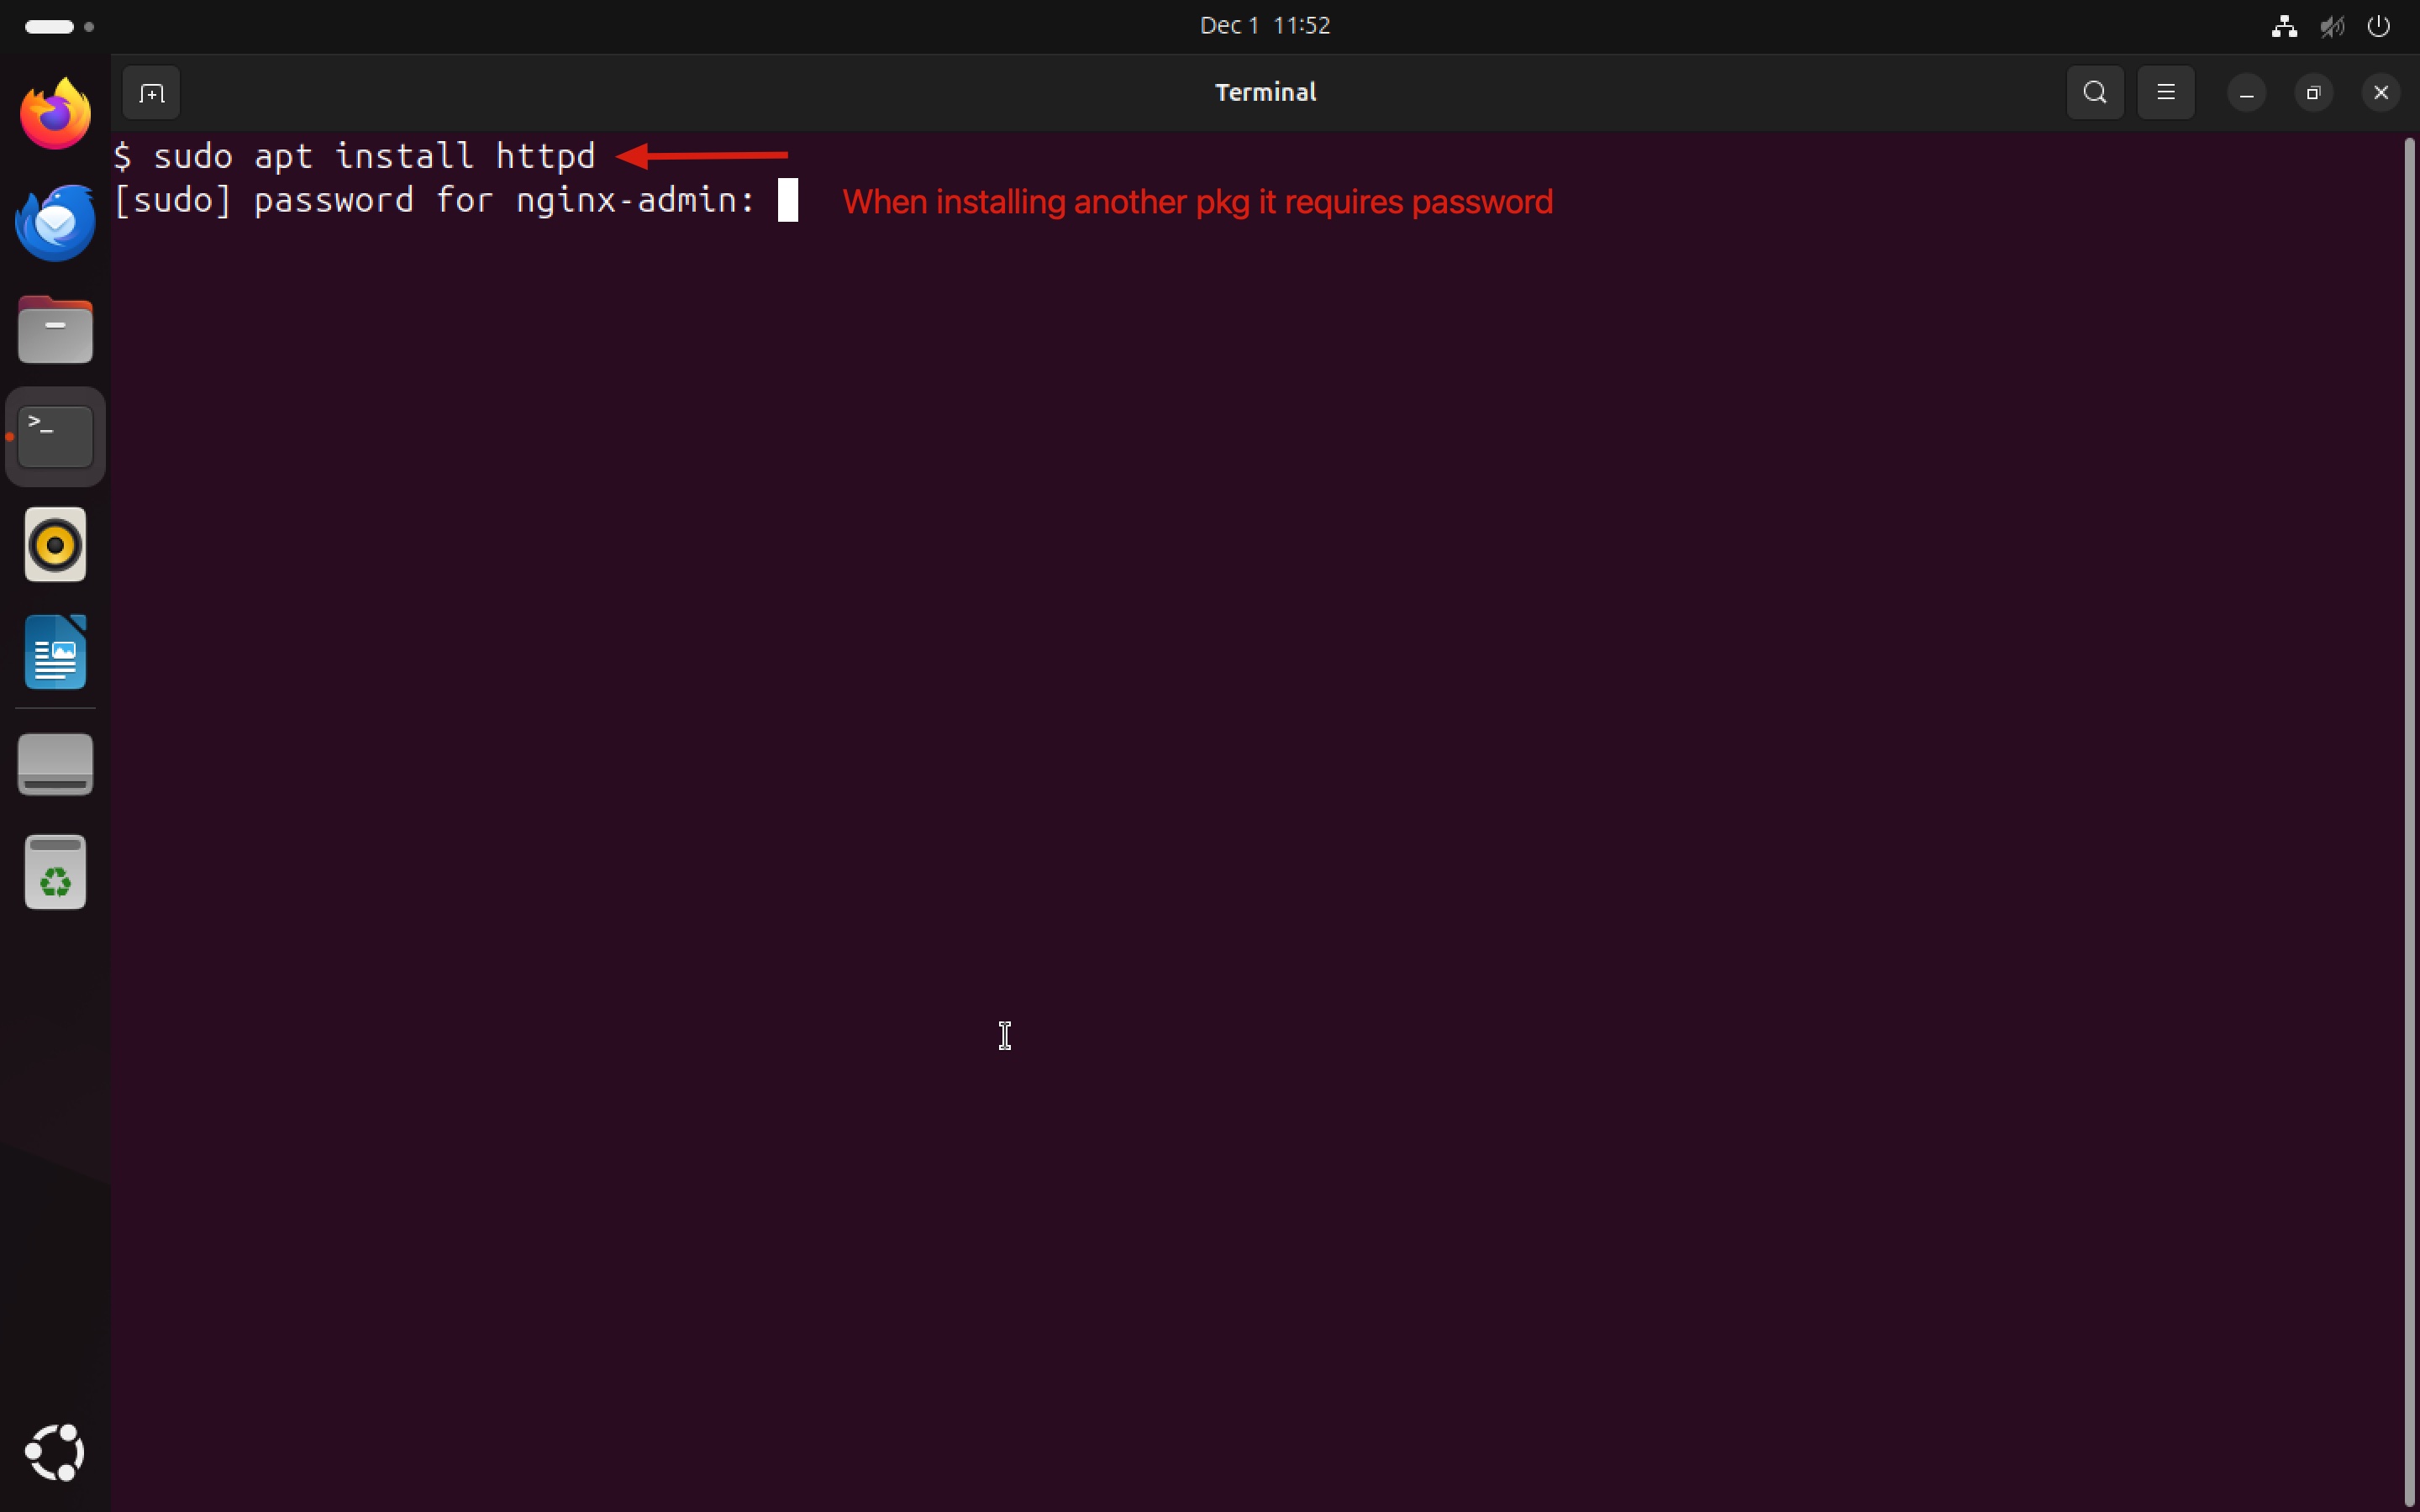 Dec 1 11:52
Terminal
$ sudo apt install httpd
[sudo] password for nginx-admin:
When installing another pkg it requires password
>_